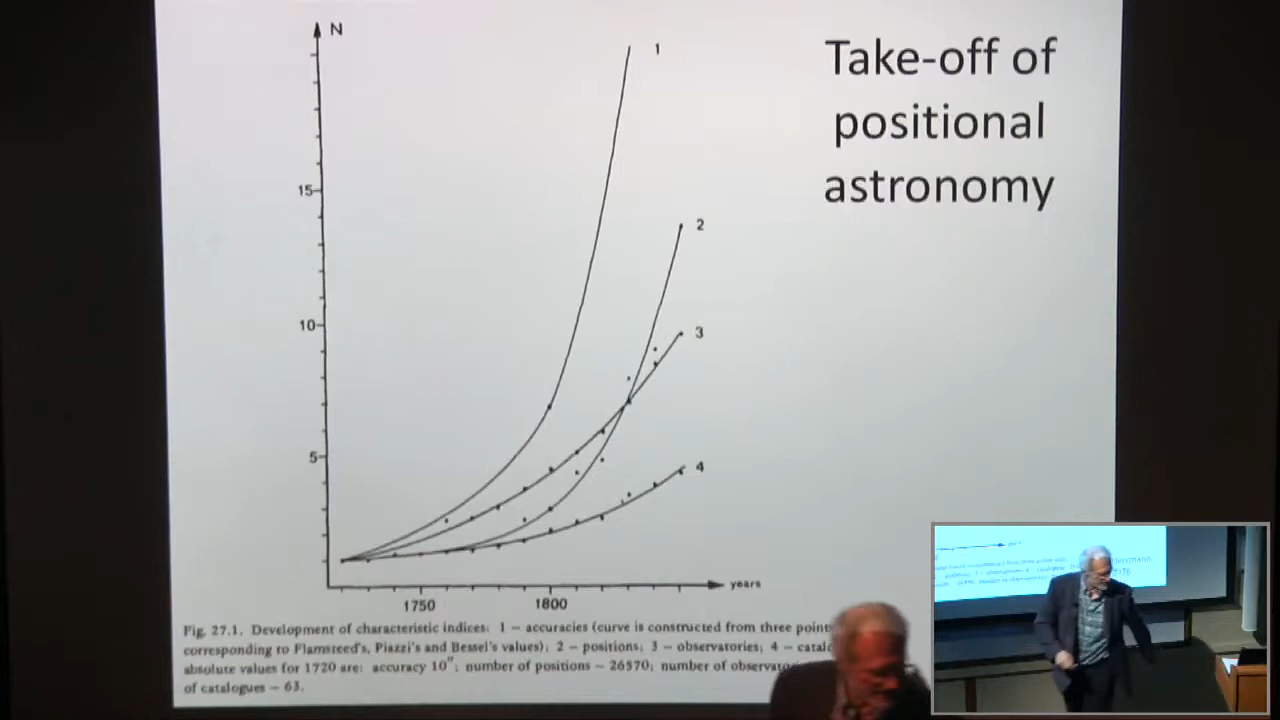 Take-off of
positional
astronomy
N
1
15
2
10
3
5
4
years
1750
1800
Fig. 27.1. Development of characteristic indices: 1 — accuracies (curve is constructed from three
corresponding to Flamsteed's, Piazzi's and Bessel's values); 2 — positions; 3 — observatories; 4 —
absolute values for 1720 are: accuracy 10"; number of positions — 26570; number of
of catalogues — 63.